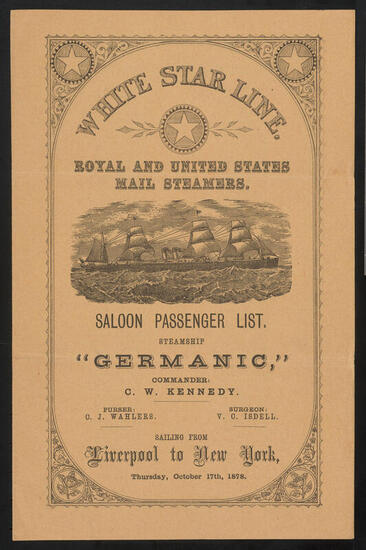 WHITE STAR LINE.
ROYAL AND UNITED STATES
MAIL STEAMERS.
SALOON PASSENGER LIST.
STEAMSHIP
"GERMANIC,"
COMMANDER:
C. W. KENNEDY.
PURSER:
C. J. WAHLERS.
SURGEON:
V. C. ISDELL.
SAILING FROM
Liverpool to New York,
Thursday, October 17th, 1878.